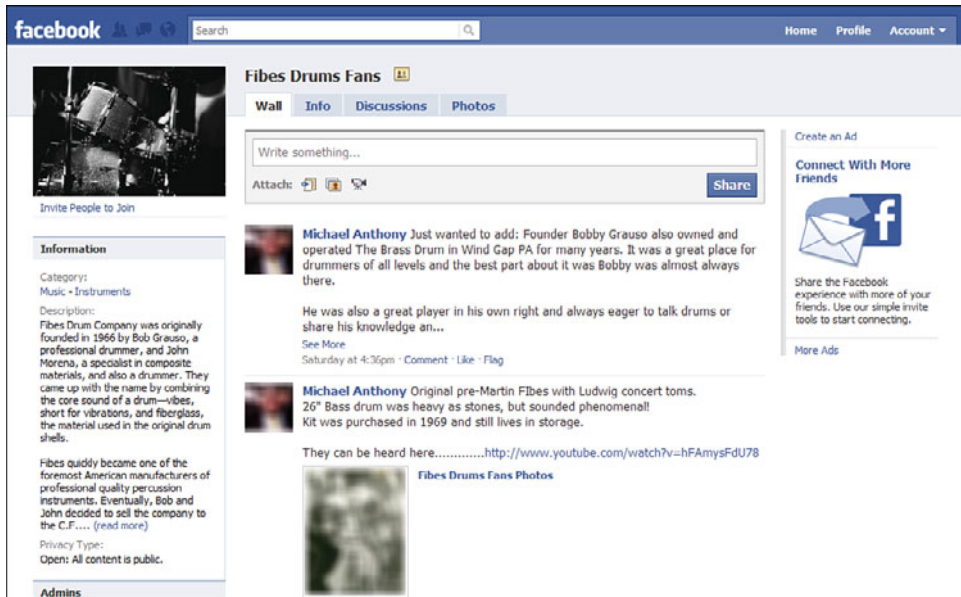 facebook
Search
Home Profile Account
Fibes Drums Fans
Wall Info Discussions Photos
Write something...
Attach:
Share
Invite People to Join
Information
Category:
Music - Instruments
Description:
Fibes Drum Company was originally
founded in 1966 by Bob Grauso, a
professional drummer, and John
Morena, a specialist in composite
materials, and also a drummer. They
came up with the name by combining
the core sound of a drum—vibes,
short for vibrations, and fiberglass,
the material used in the original drum
shells.
Fibes quickly became one of the
foremost American manufacturers of
professional quality percussion
instruments. Eventually, Bob and
John decided to sell the company to
the C.F.... (read more)
Privacy Type:
Open: All content is public.
Admins
Michael Anthony Just wanted to add: Founder Bobby Grauso also owned and
operated The Brass Drum in Wind Gap PA for many years. It was a great place for
drummers of all levels and the best part about it was Bobby was almost always
there.
He was also a great player in his own right and always eager to talk drums or
share his knowledge an...
See More
Saturday at 4:36pm · Comment · Like · Flag
Michael Anthony Original pre-Martin FIbes with Ludwig concert toms.
26" Bass drum was heavy as stones, but sounded phenomenal!
Kit was purchased in 1969 and still lives in storage.
They can be heard here.............http://www.youtube.com/watch?v=hFAmysFdU78
Fibes Drums Fans Photos
Create an Ad
Connect With More
Friends
f
Share the Facebook
experience with more of your
friends. Use our simple invite
tools to start connecting.
More Ads